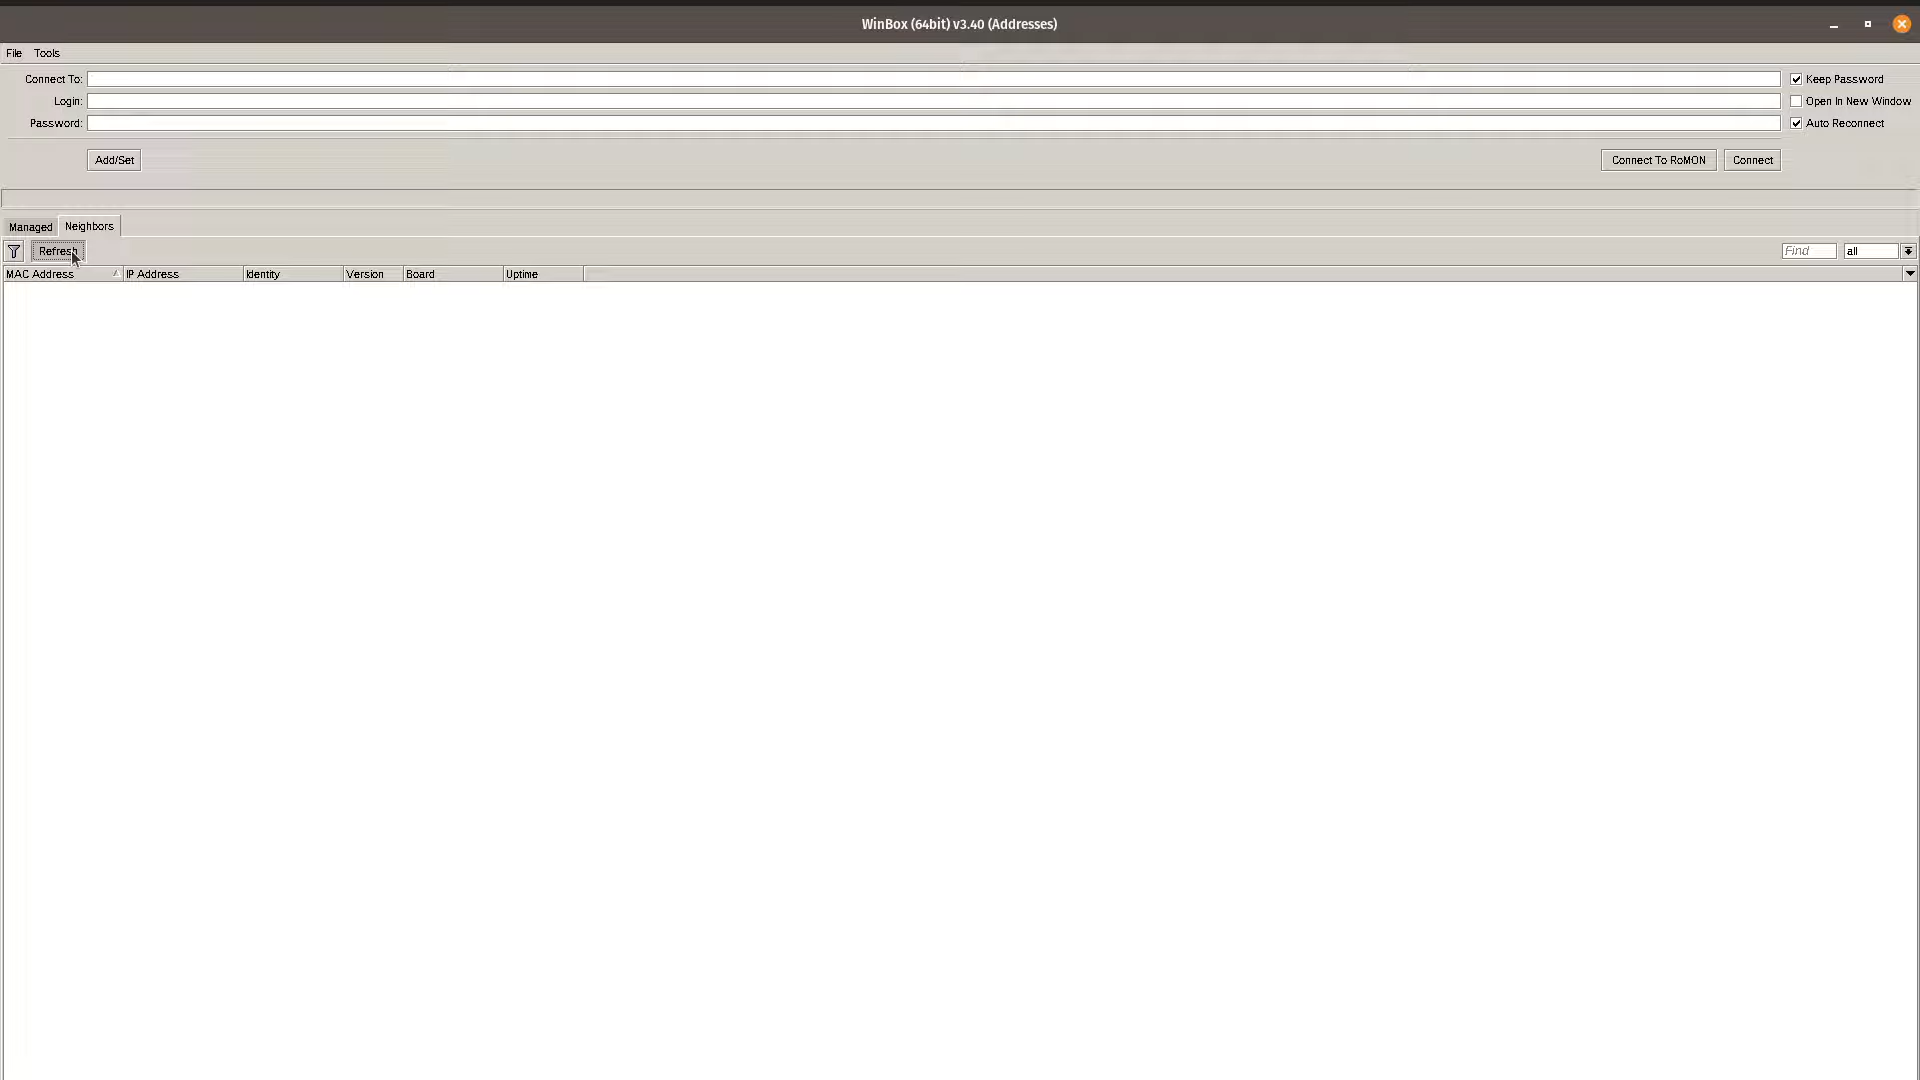 WinBox (64bit) v3.40 (Addresses)
File Tools
Connect To:
Keep Password
Login:
Open In New Window
Password:
Auto Reconnect
Add/Set
Connect To RoMON
Connect
Managed
Neighbors
Refresh
Find
all
MAC Address
IP Address
Identity
Version
Board
Uptime